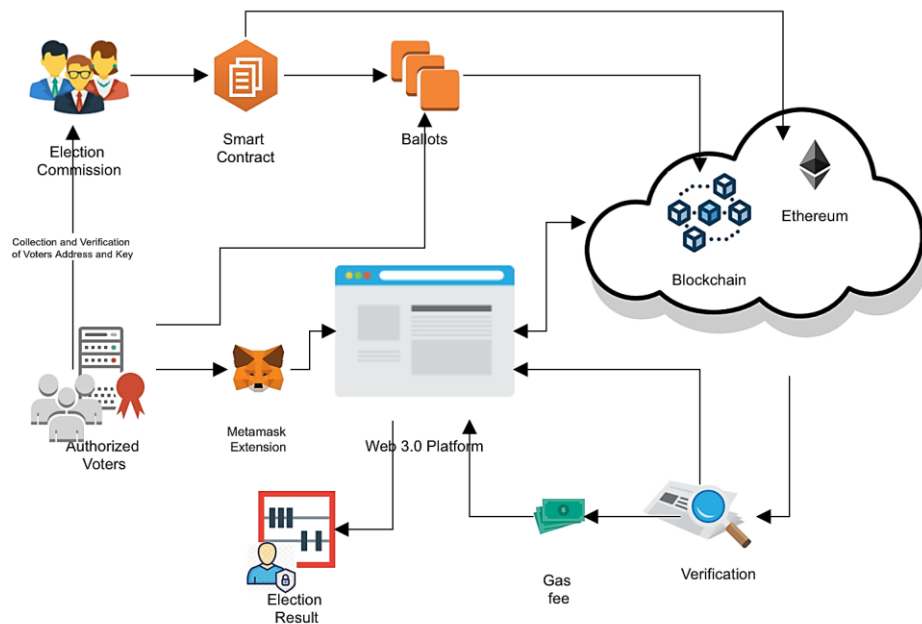 Election
Commission
Smart
Contract
Ballots
Ethereum
Blockchain
Collection and Verification
of Voters Address and Key
Authorized
Voters
Metamask
Extension
Web 3.0 Platform
Election
Result
Gas
fee
Verification
$